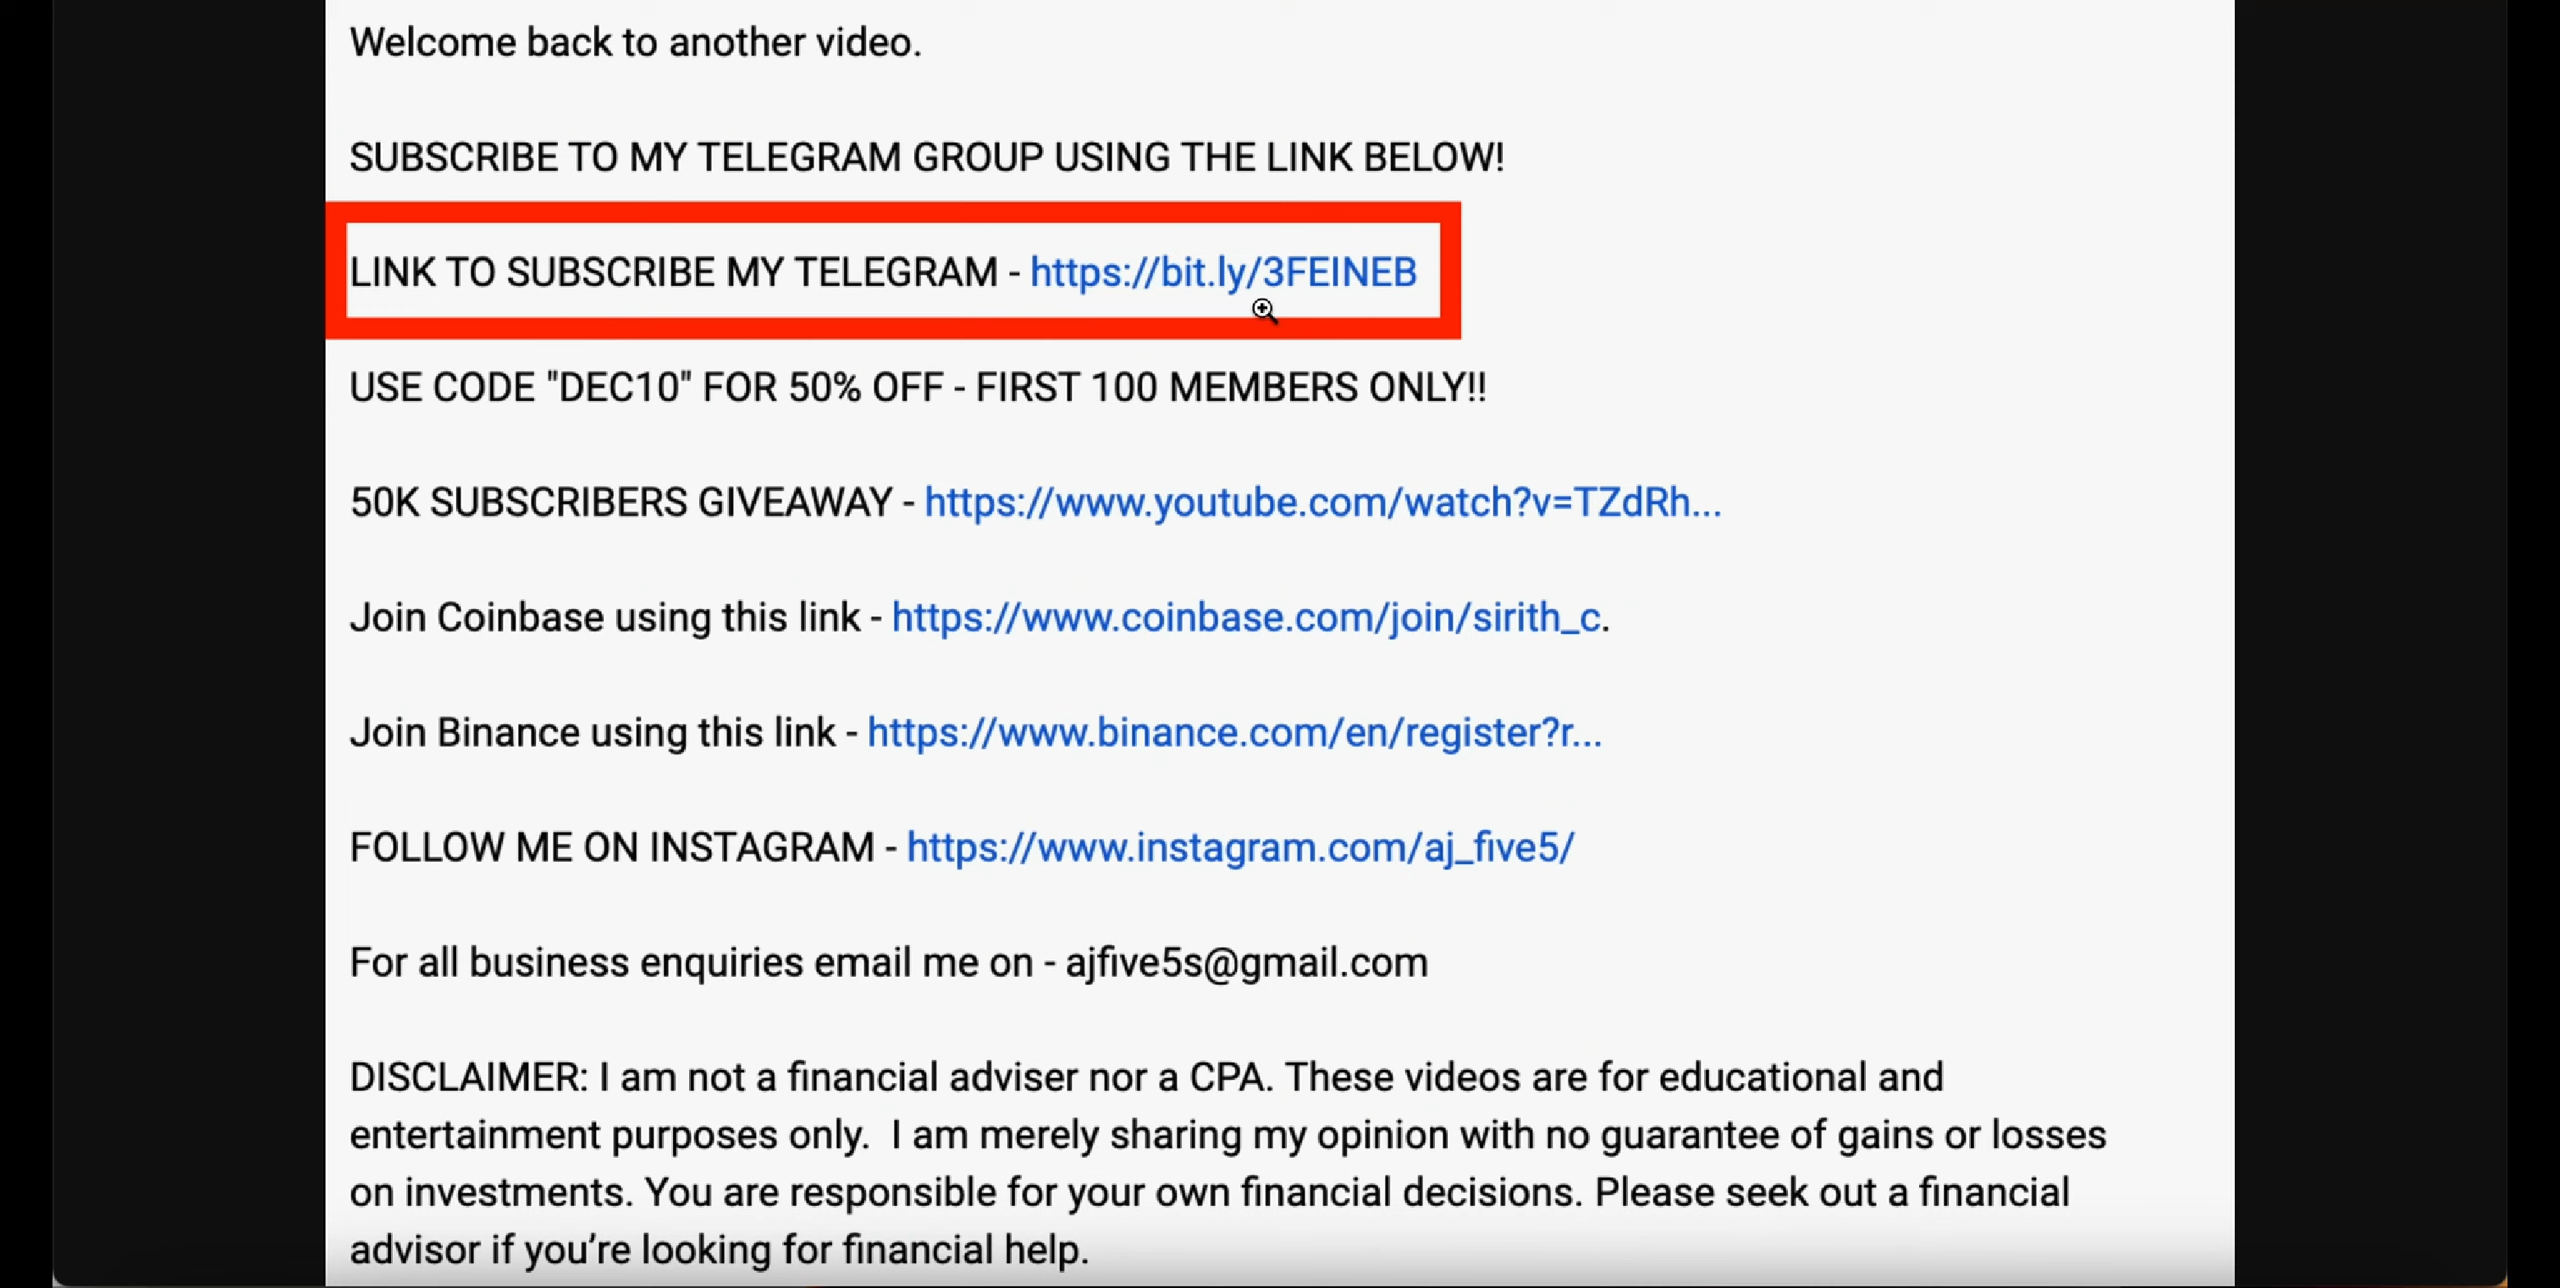 Welcome back to another video.
SUBSCRIBE TO MY TELEGRAM GROUP USING THE LINK BELOW!
LINK TO SUBSCRIBE MY TELEGRAM - https://bit.ly/3FEINEB
USE CODE "DEC10" FOR 50% OFF - FIRST 100 MEMBERS ONLY!!
50K SUBSCRIBERS GIVEAWAY - https://www.youtube.com/watch?v=TZdRh...
Join Coinbase using this link - https://www.coinbase.com/join/sirith_c.
Join Binance using this link - https://www.binance.com/en/register?r...
FOLLOW ME ON INSTAGRAM - https://www.instagram.com/aj_five5/
For all business enquiries email me on - ajfive5s@gmail.com
DISCLAIMER: I am not a financial adviser nor a CPA. These videos are for educational and
entertainment purposes only.  I am merely sharing my opinion with no guarantee of gains or losses
on investments. You are responsible for your own financial decisions. Please seek out a financial
advisor if you’re looking for financial help.